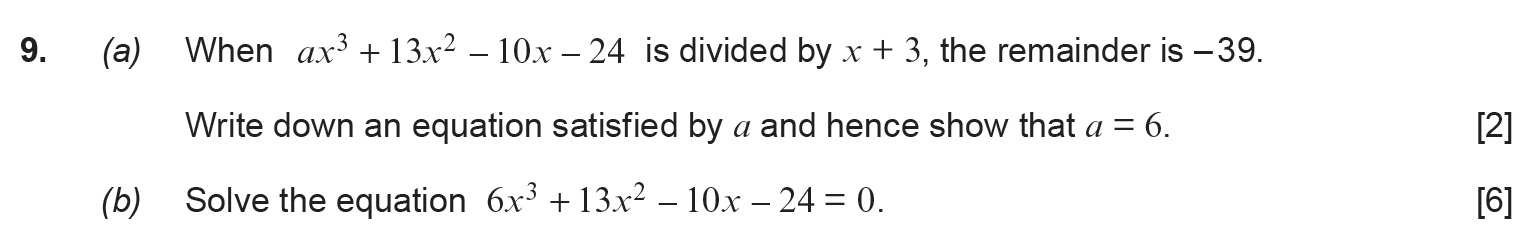 9. (a) When ax³ + 13x² – 10x – 24 is divided by x + 3, the remainder is –39.
Write down an equation satisfied by a and hence show that a = 6. [2]
(b) Solve the equation 6x³ + 13x² – 10x – 24 = 0. [6]